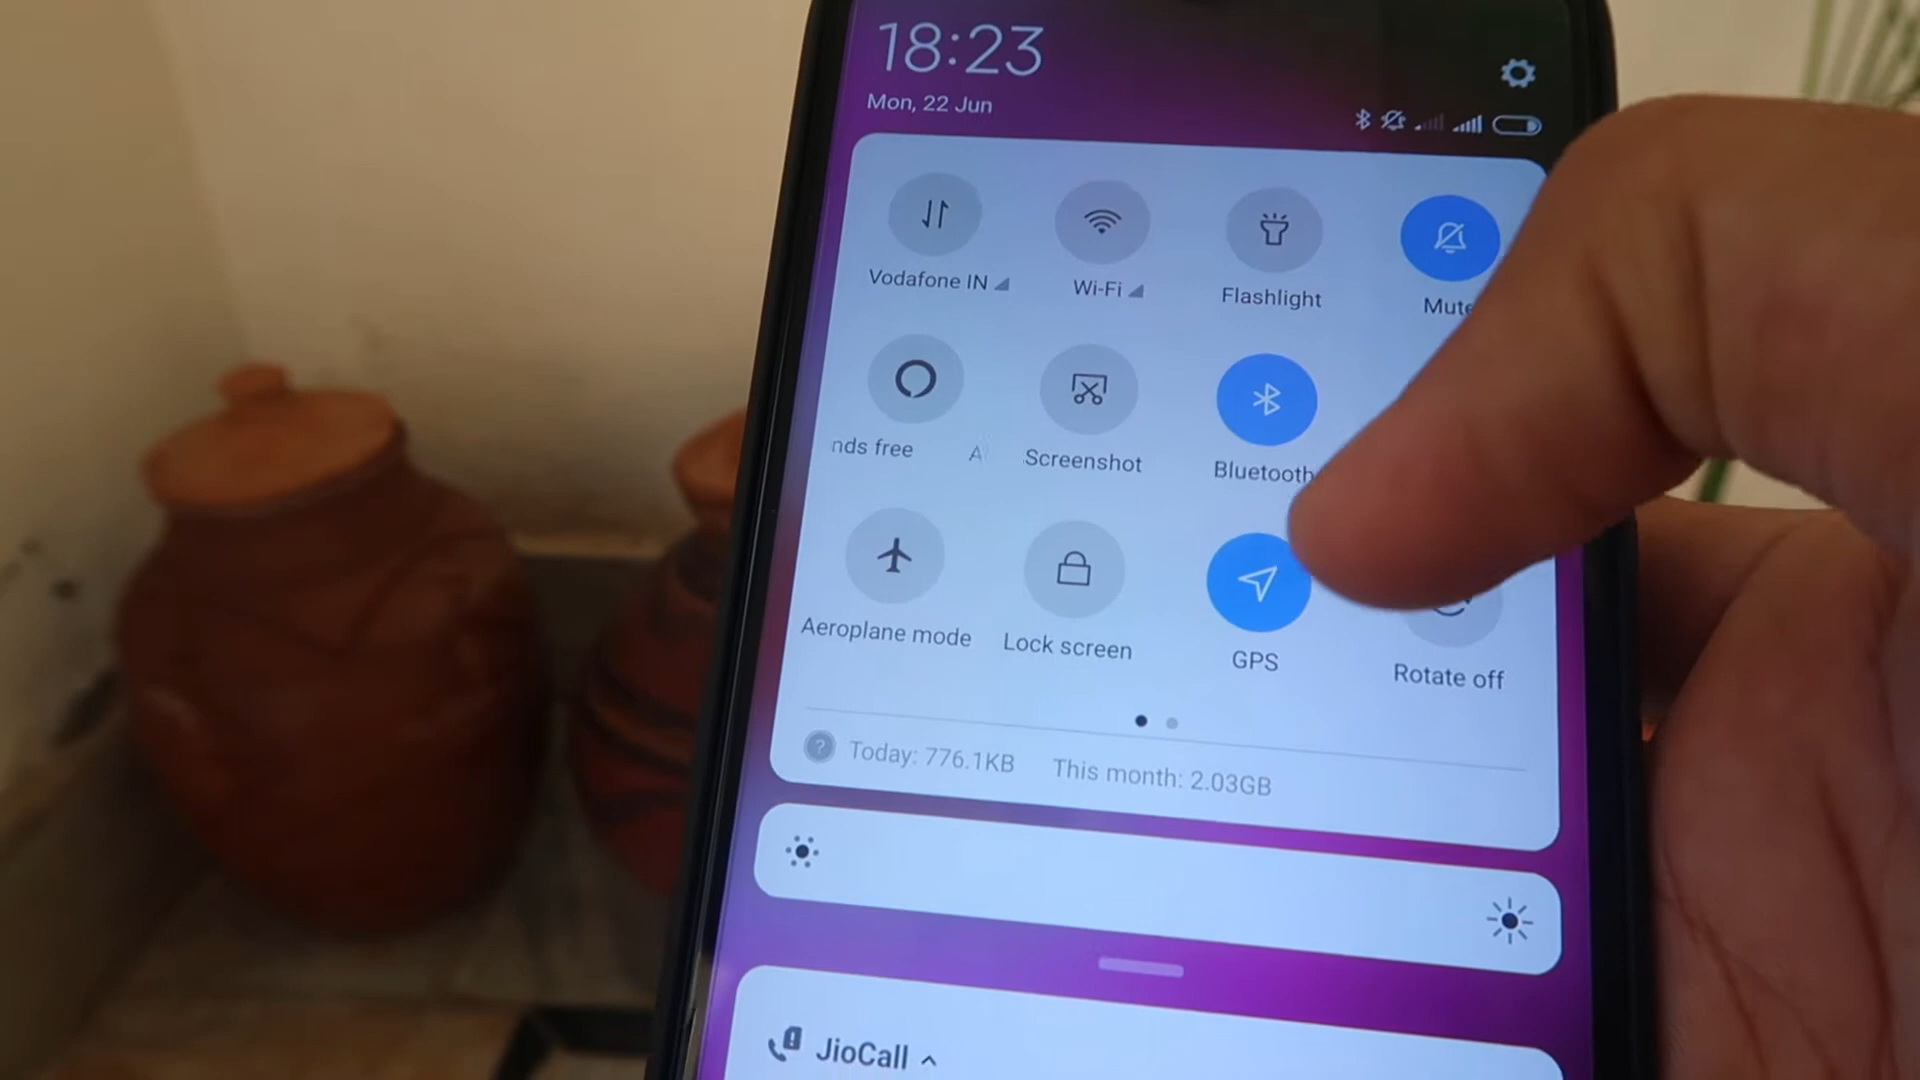 18:23
Mon, 22 Jun
Vodafone IN
Wi-Fi
Flashlight
Mute
nds free A
Screenshot
Bluetooth
Aeroplane mode
Lock screen
GPS
Rotate off
? Today: 776.1KB This month: 2.03GB
JioCall